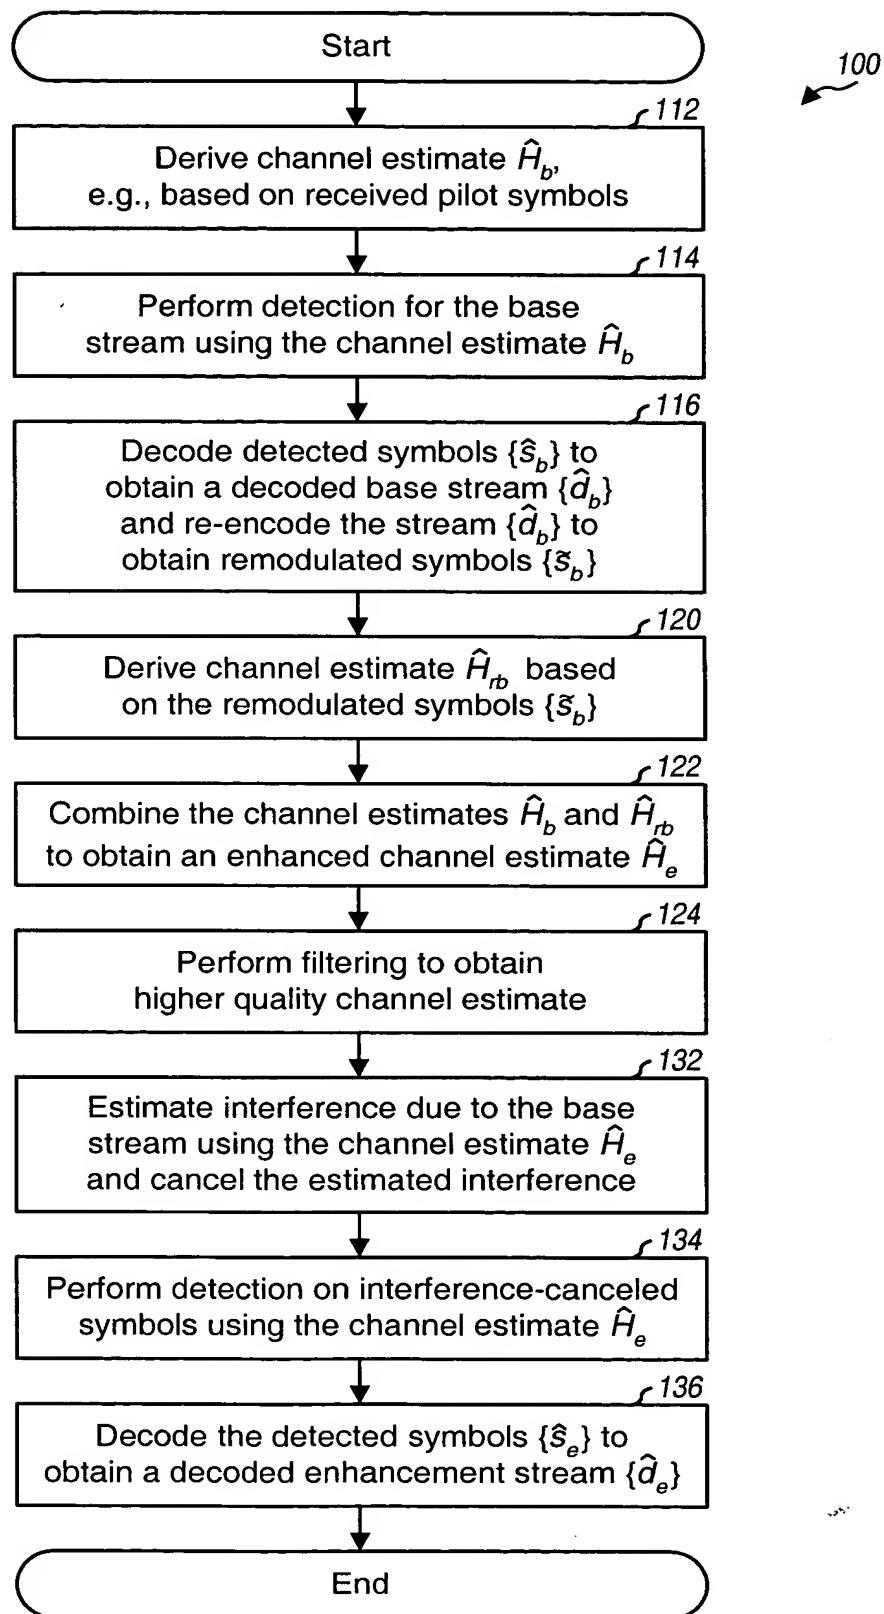 Start
100
112
Derive channel estimate Ĥ_b,
e.g., based on received pilot symbols
114
Perform detection for the base
stream using the channel estimate Ĥ_b
116
Decode detected symbols {ŝ_b} to
obtain a decoded base stream {d̂_b}
and re-encode the stream {d̂_b} to
obtain remodulated symbols {s̃_b}
120
Derive channel estimate Ĥ_rb based
on the remodulated symbols {s̃_b}
122
Combine the channel estimates Ĥ_b and Ĥ_rb
to obtain an enhanced channel estimate Ĥ_e
124
Perform filtering to obtain
higher quality channel estimate
132
Estimate interference due to the base
stream using the channel estimate Ĥ_e
and cancel the estimated interference
134
Perform detection on interference-canceled
symbols using the channel estimate Ĥ_e
136
Decode the detected symbols {ŝ_e} to
obtain a decoded enhancement stream {d̂_e}
End